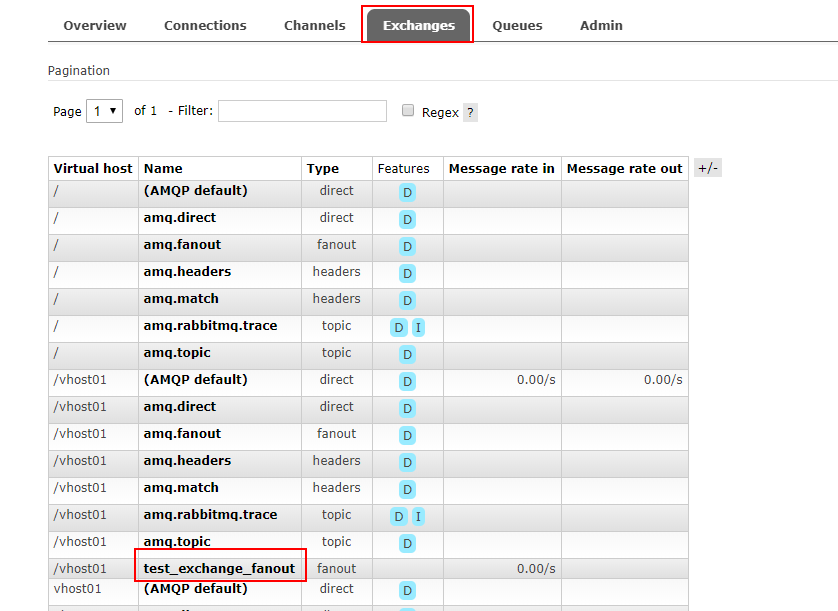 Overview Connections Channels Exchanges Queues Admin
Pagination
Page 1 of 1 - Filter: Regex ?
Virtual host Name Type Features Message rate in Message rate out +/-
/ (AMQP default) direct D
/ amq.direct direct D
/ amq.fanout fanout D
/ amq.headers headers D
/ amq.match headers D
/ amq.rabbitmq.trace topic D I
/ amq.topic topic D
/vhost01 (AMQP default) direct D 0.00/s 0.00/s
/vhost01 amq.direct direct D
/vhost01 amq.fanout fanout D
/vhost01 amq.headers headers D
/vhost01 amq.match headers D
/vhost01 amq.rabbitmq.trace topic D I
/vhost01 amq.topic topic D
/vhost01 test_exchange_fanout fanout 0.00/s
vhost01 (AMQP default) direct D